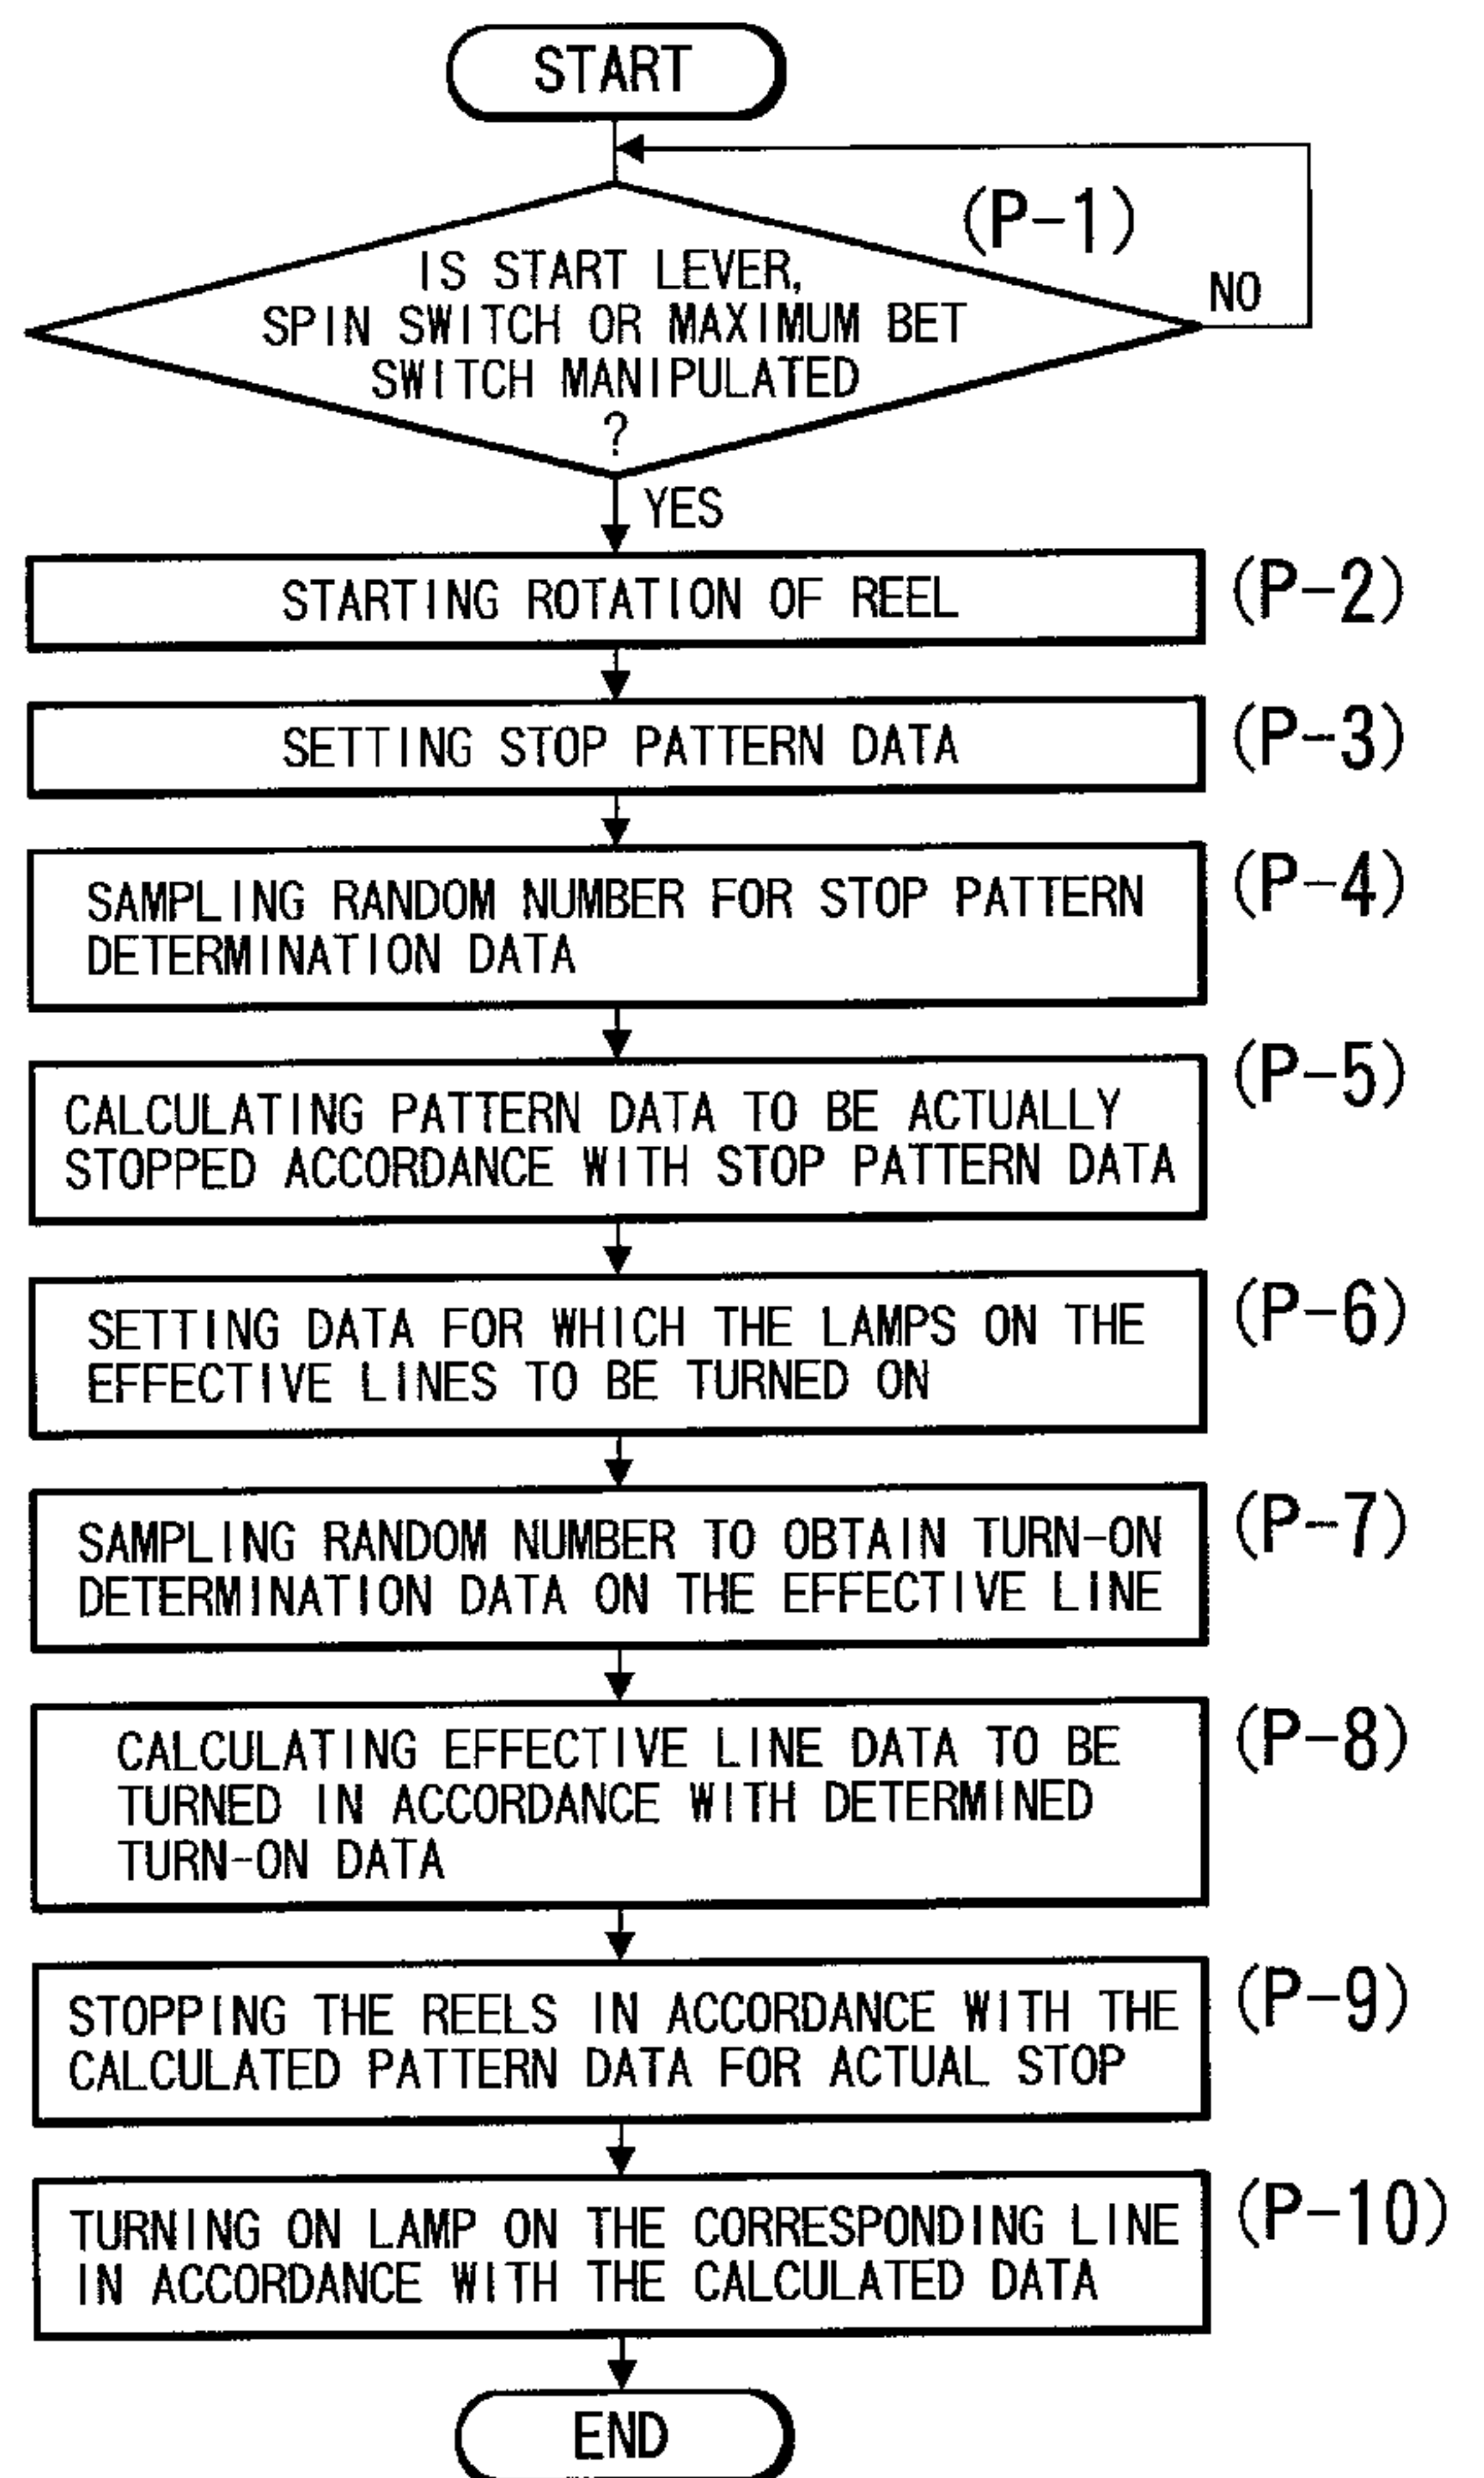 START
(P-1)
IS START LEVER,
SPIN SWITCH OR MAXIMUM BET
SWITCH MANIPULATED
?
NO
YES
STARTING ROTATION OF REEL
(P-2)
SETTING STOP PATTERN DATA
(P-3)
SAMPLING RANDOM NUMBER FOR STOP PATTERN
DETERMINATION DATA
(P-4)
CALCULATING PATTERN DATA TO BE ACTUALLY
STOPPED ACCORDANCE WITH STOP PATTERN DATA
(P-5)
SETTING DATA FOR WHICH THE LAMPS ON THE
EFFECTIVE LINES TO BE TURNED ON
(P-6)
SAMPLING RANDOM NUMBER TO OBTAIN TURN-ON
DETERMINATION DATA ON THE EFFECTIVE LINE
(P-7)
CALCULATING EFFECTIVE LINE DATA TO BE
TURNED IN ACCORDANCE WITH DETERMINED
TURN-ON DATA
(P-8)
STOPPING THE REELS IN ACCORDANCE WITH THE
CALCULATED PATTERN DATA FOR ACTUAL STOP
(P-9)
TURNING ON LAMP ON THE CORRESPONDING LINE
IN ACCORDANCE WITH THE CALCULATED DATA
(P-10)
END